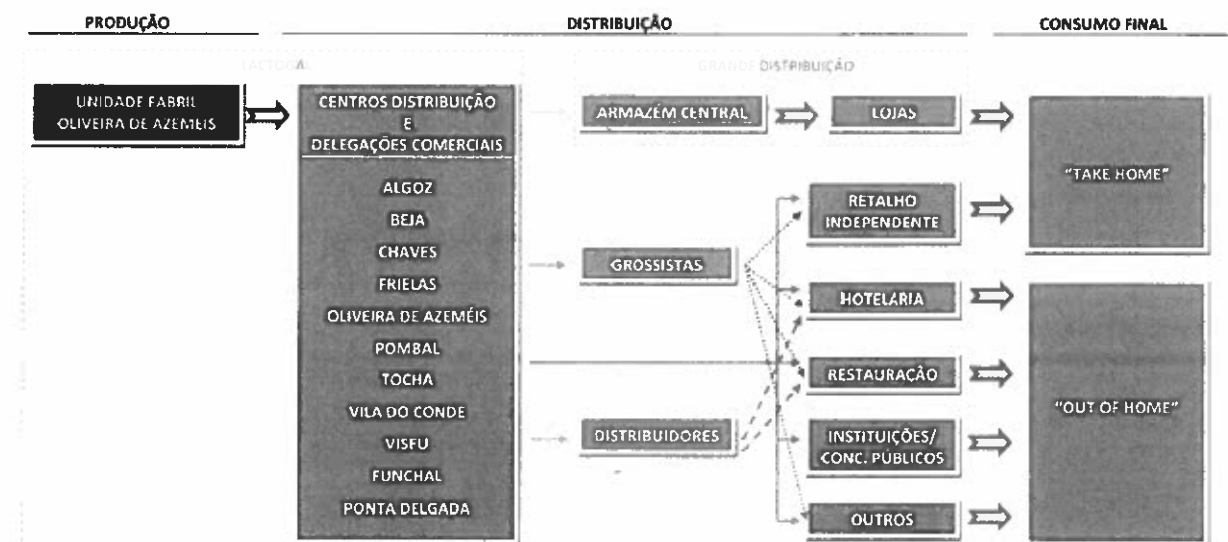 PRODUÇÃO
DISTRIBUIÇÃO
CONSUMO FINAL
LACTOGAL
GRANDE DISTRIBUIÇÃO
UNIDADE FABRIL
OLIVEIRA DE AZEMÉIS
CENTROS DISTRIBUIÇÃO
E
DELEGAÇÕES COMERCIAIS
ALGOZ
BEJA
CHAVES
FRIELAS
OLIVEIRA DE AZEMÉIS
POMBAL
TOCHA
VILA DO CONDE
VISEU
FUNCHAL
PONTA DELGADA
ARMAZÉM CENTRAL
GROSSISTAS
DISTRIBUIDORES
LOJAS
RETALHO
INDEPENDENTE
HOTELARIA
RESTAURAÇÃO
INSTITUIÇÕES/
CONC. PÚBLICOS
OUTROS
"TAKE HOME"
"OUT OF HOME"